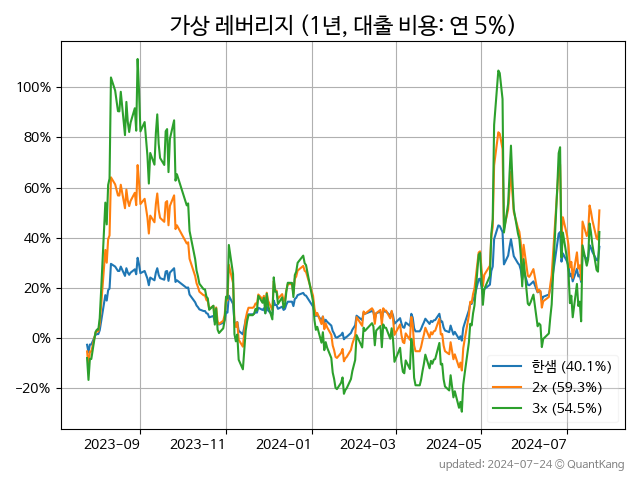 가상 레버리지 (1년, 대출 비용: 연 5%)
100%
80%
60%
40%
20%
0%
−20%
한샘 (40.1%)
2x (59.3%)
3x (54.5%)
2023-09
2023-11
2024-01
2024-03
2024-05
2024-07
updated: 2024-07-24 © QuantKang